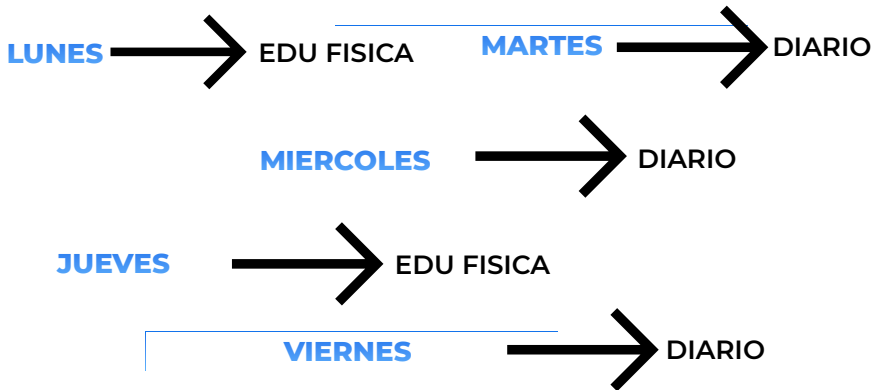 LUNES EDU FISICA MARTES DIARIO
MIERCOLES DIARIO
JUEVES EDU FISICA
VIERNES DIARIO